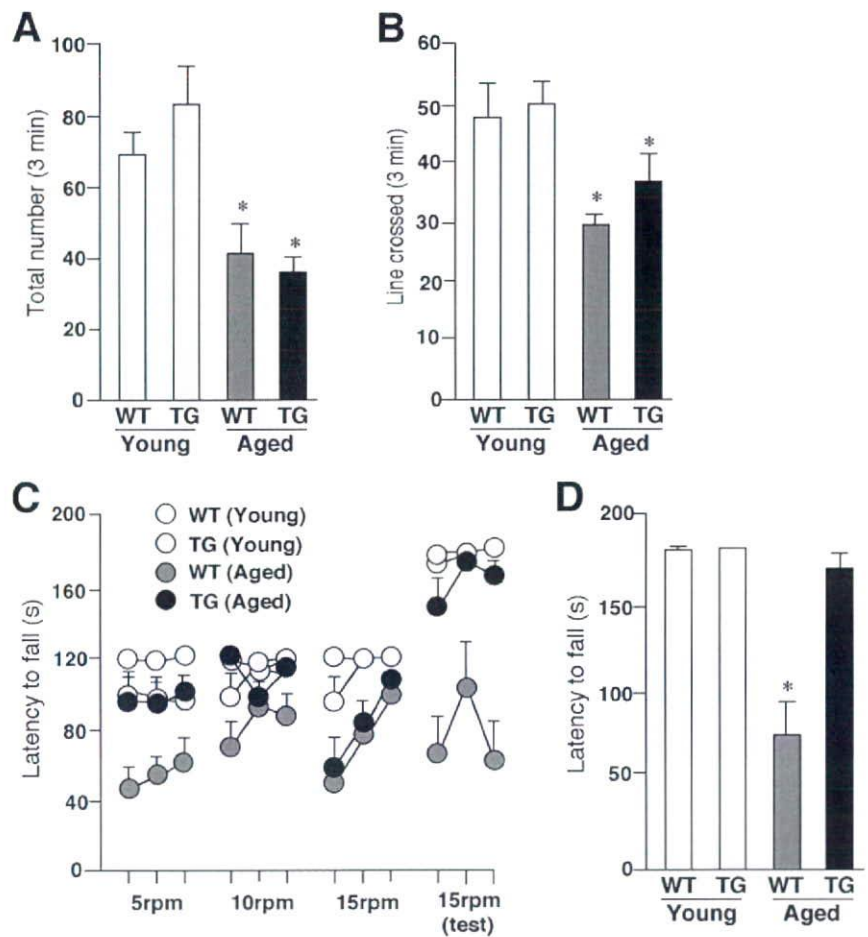 A
Total number (3 min)
100
80
60
40
20
0
*
*
WT TG WT TG
Young Aged
B
Line crossed (3 min)
60
50
40
30
20
10
0
*
*
WT TG WT TG
Young Aged
C
Latency to fall (s)
200
160
120
80
40
0
WT (Young)
TG (Young)
WT (Aged)
TG (Aged)
5rpm 10rpm 15rpm 15rpm
(test)
D
Latency to fall (s)
200
150
100
50
0
*
WT TG WT TG
Young Aged